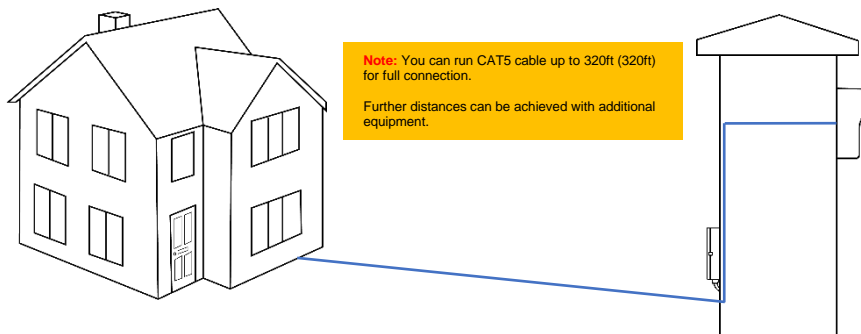 Note: You can run CAT5 cable up to 320ft (320ft)
for full connection.
Further distances can be achieved with additional
equipment.